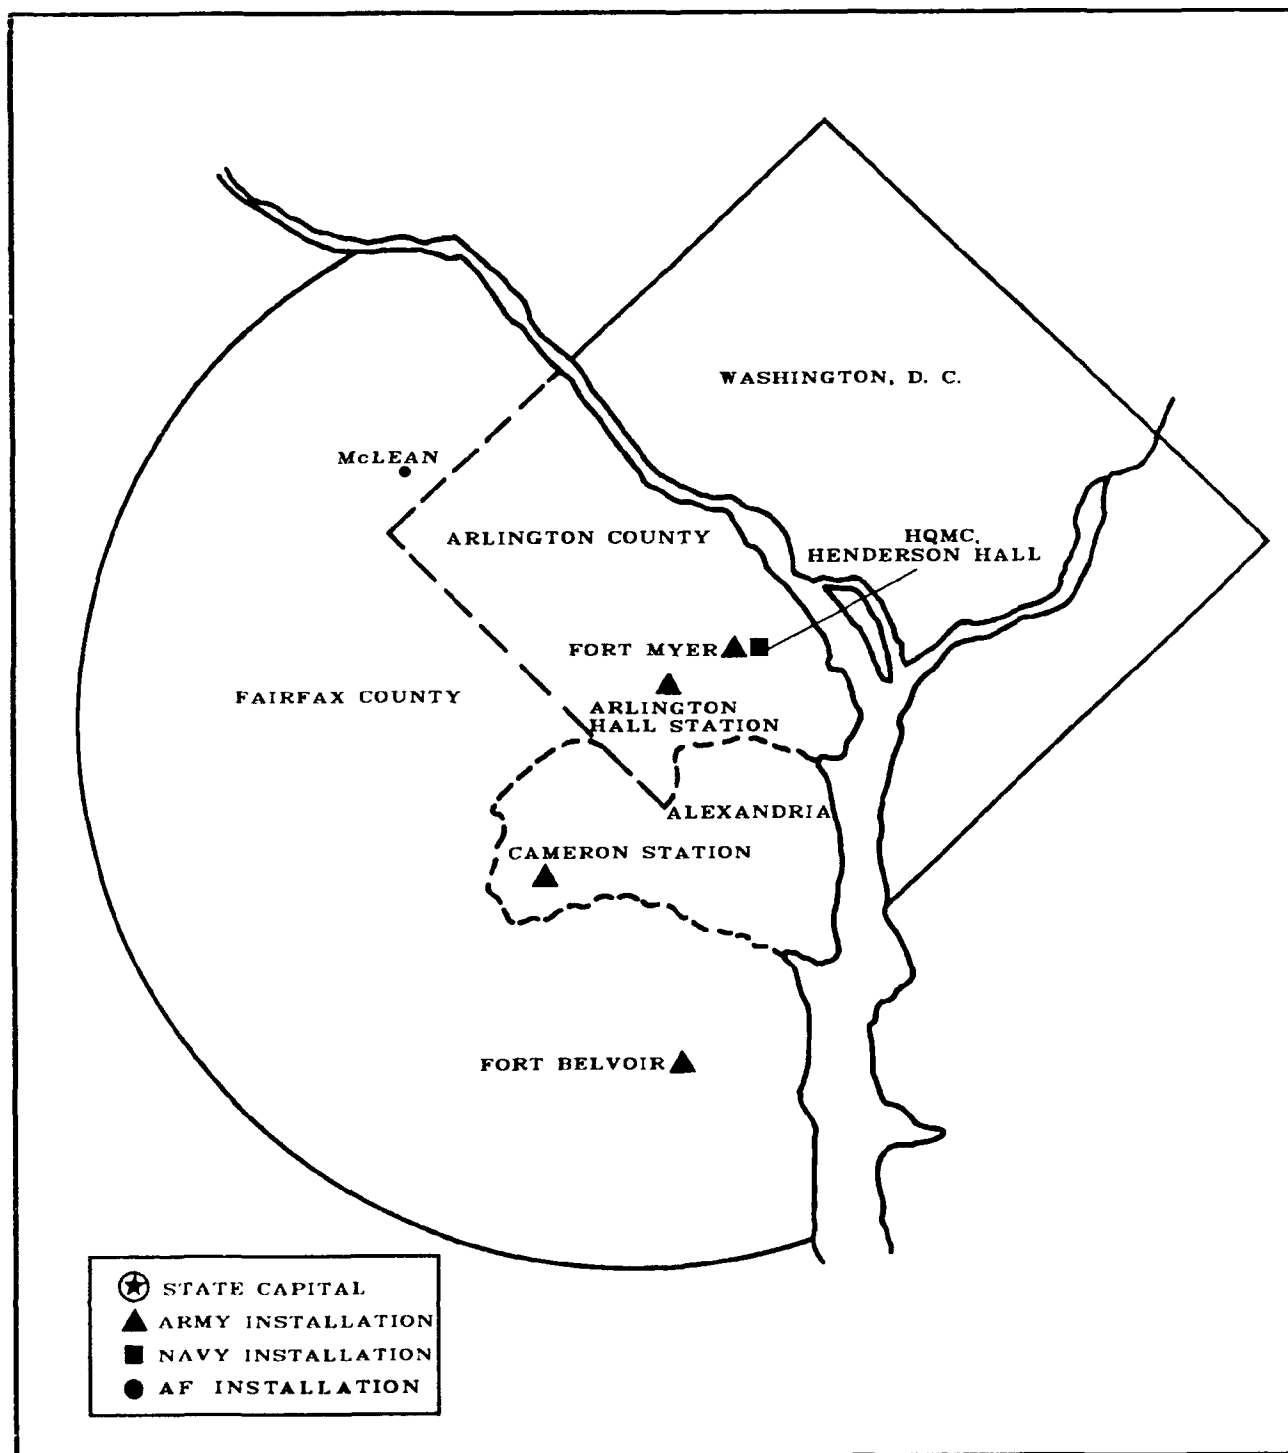 WASHINGTON, D. C.
McLEAN
ARLINGTON COUNTY
HQMC,
HENDERSON HALL
FORT MYER
FAIRFAX COUNTY
ARLINGTON
HALL STATION
ALEXANDRIA
CAMERON STATION
FORT BELVOIR
STATE CAPITAL
ARMY INSTALLATION
NAVY INSTALLATION
AF INSTALLATION